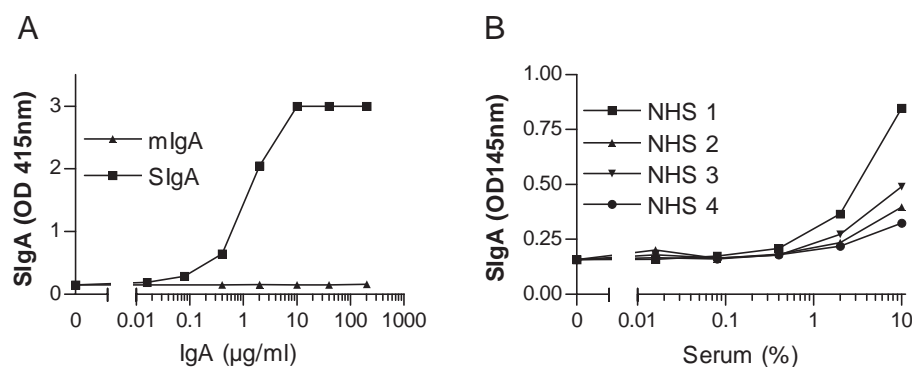 A
SIgA (OD 415nm)
3
2
1
0
mIgA
SIgA
0 0.01 0.1 1 10 100 1000
IgA (µg/ml)
B
SIgA (OD145nm)
1.00
0.75
0.50
0.25
0.00
NHS 1
NHS 2
NHS 3
NHS 4
0 0.01 0.1 1 10
Serum (%)